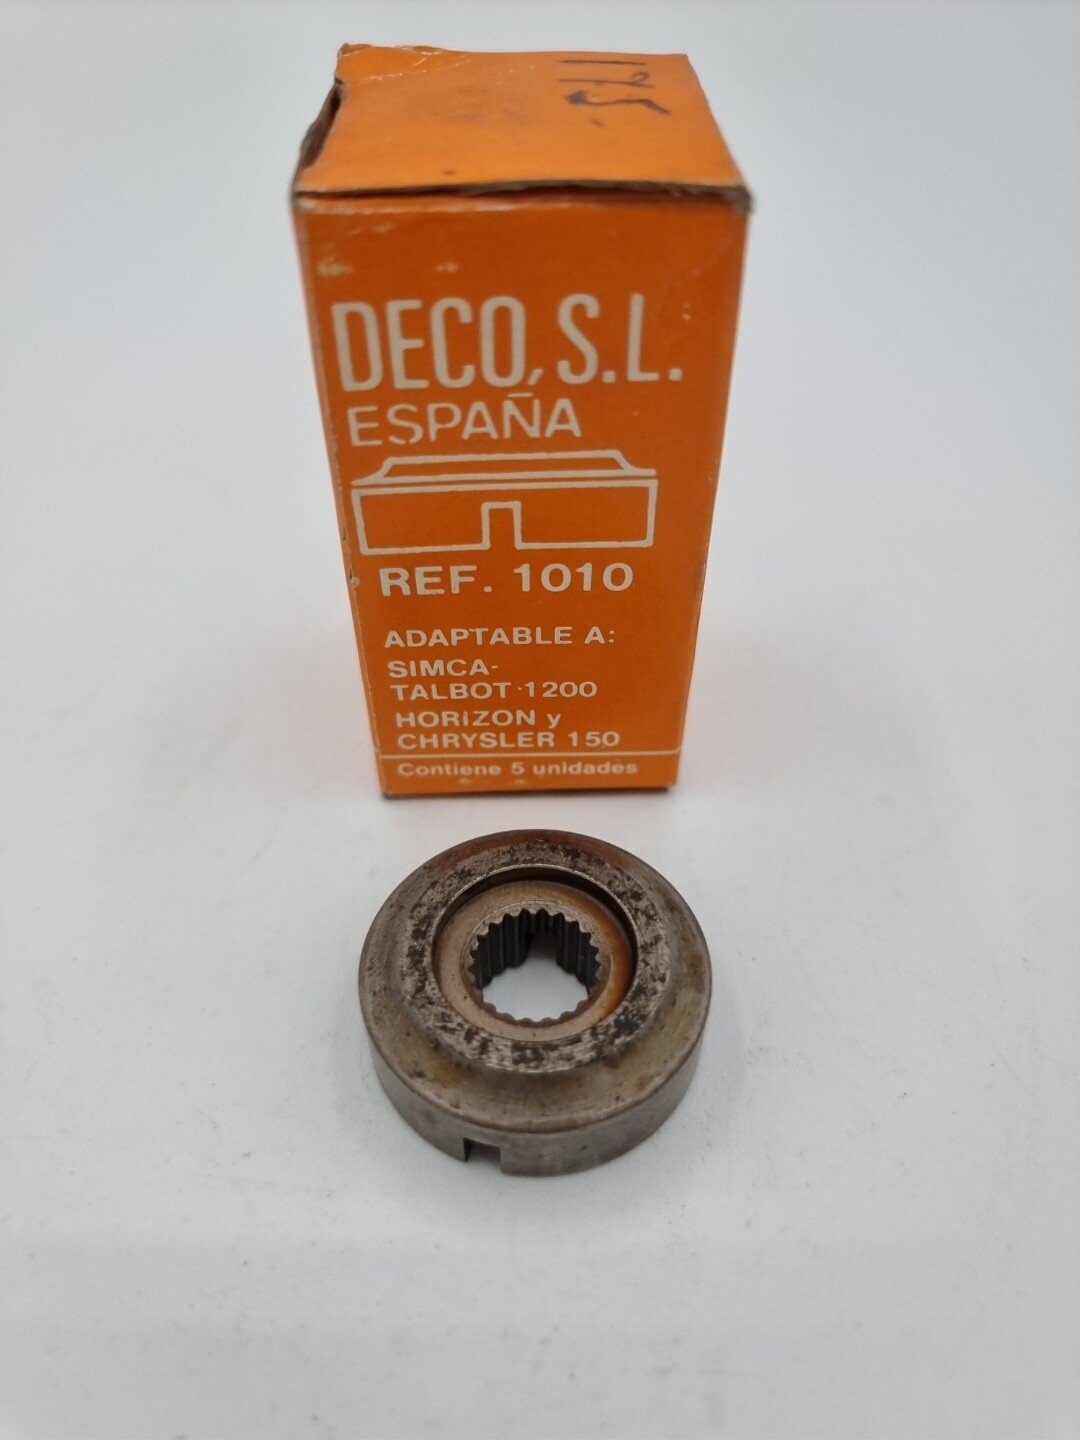 DECO, S.L.
ESPAÑA
REF. 1010
ADAPTABLE A:
SIMCA-
TALBOT·1200
HORIZON y
CHRYSLER 150
Contiene 5 unidades